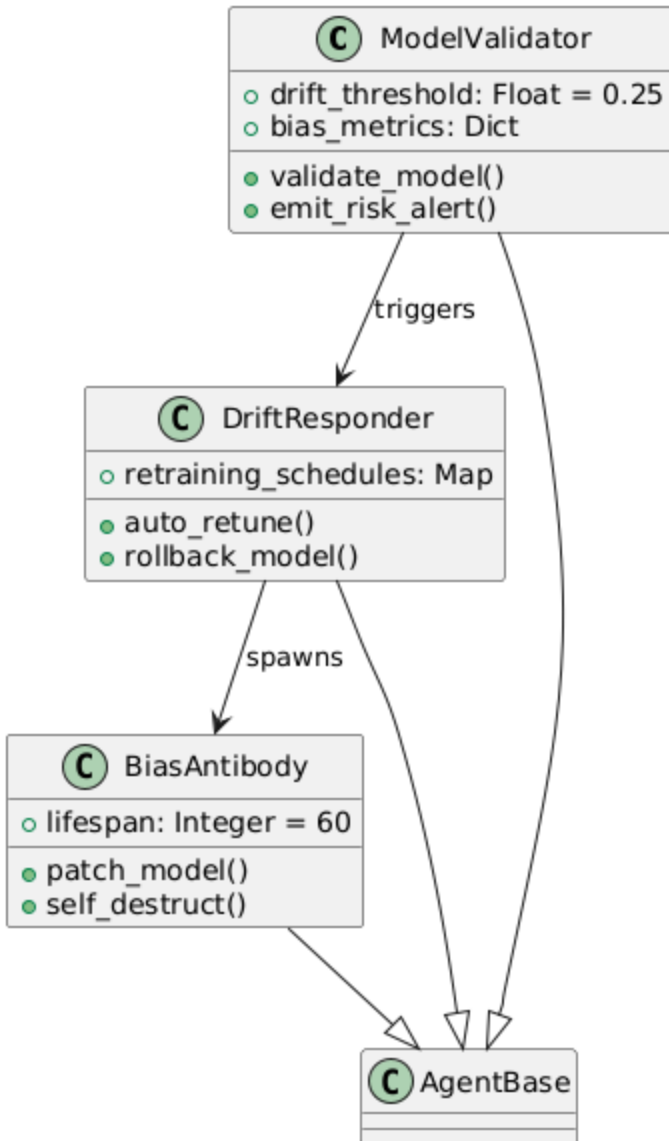 C ModelValidator
drift_threshold: Float = 0.25
bias_metrics: Dict
validate_model()
emit_risk_alert()
triggers
C DriftResponder
retraining_schedules: Map
auto_retune()
rollback_model()
spawns
C BiasAntibody
lifespan: Integer = 60
patch_model()
self_destruct()
C AgentBase